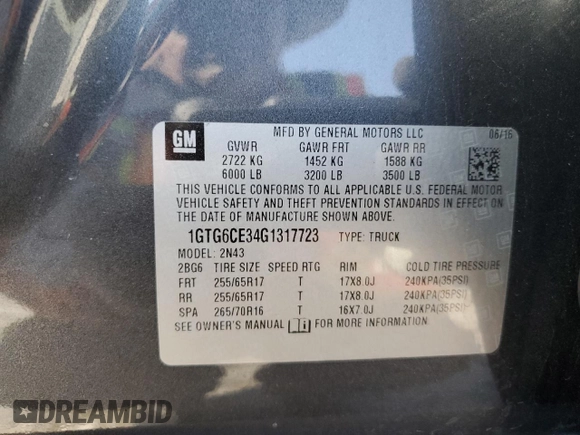 GM
MFD BY GENERAL MOTORS LLC 06/16
GVWR GAWR FRT GAWR RR
2722 KG 1452 KG 1588 KG
6000 LB 3200 LB 3500 LB
THIS VEHICLE CONFORMS TO ALL APPLICABLE U.S. FEDERAL MOTOR
VEHICLE SAFETY AND THEFT PREVENTION STANDARDS IN EFFECT ON
THE DATE OF MANUFACTURE SHOWN ABOVE.
1GTG6CE34G1317723 TYPE: TRUCK
MODEL: 2N43
2BG6 TIRE SIZE SPEED RTG RIM COLD TIRE PRESSURE
FRT 255/65R17 T 17X8.0J 240KPA(35PSI)
RR 255/65R17 T 17X8.0J 240KPA(35PSI)
SPA 265/70R16 T 16X7.0J 240KPA(35PSI)
SEE OWNER'S MANUAL FOR MORE INFORMATION
DREAMBID